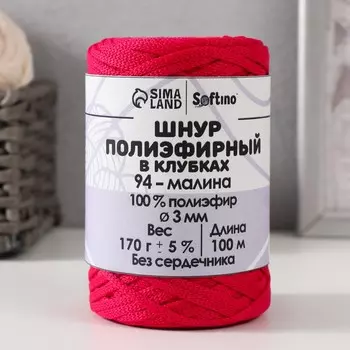 SIMA LAND Softino
ШНУР
ПОЛИЭФИРНЫЙ
В КЛУБКАХ
94 – малина
100% полиэфир
ø 3 мм
Вес Длина
170 г ± 5 % 100 м
Без сердечника